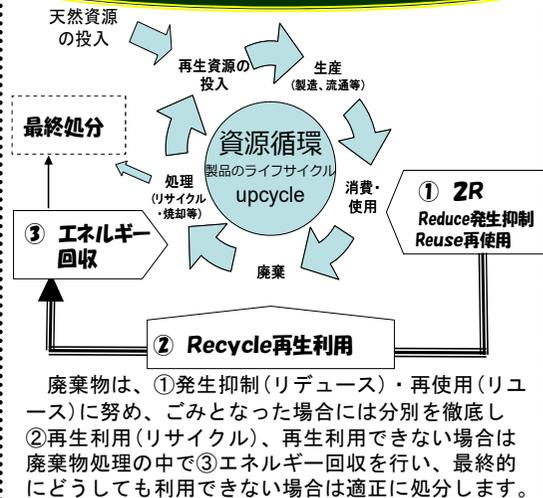 天然資源
の投入
再生資源の
投入
生産
(製造、流通等)
最終処分
資源循環
製品のライフサイクル
upcycle
処理
(リサイクル
・焼却等)
消費・
使用
① 2R
Reduce発生抑制
Reuse再使用
③ エネルギー
回収
廃棄
② Recycle再生利用
廃棄物は、①発生抑制(リデュース)・再使用(リユ
ース)に努め、ごみとなった場合には分別を徹底し
②再生利用(リサイクル)、再生利用できない場合は
廃棄物処理の中で③エネルギー回収を行い、最終的
にどうしても利用できない場合は適正に処分します。